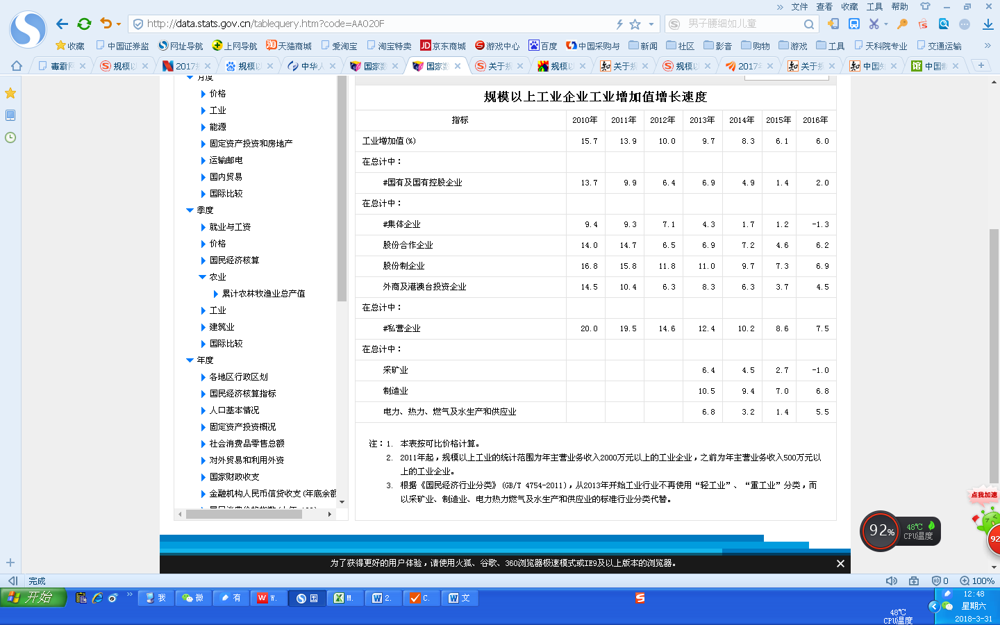 » 文件 查看 收藏 工具 帮助
http://data.stats.gov.cn/tablequery.htm?code=AA020F
男子腰细如儿童
收藏 中国证券监 网址导航 上网导航 天猫商城 爱淘宝 淘宝特卖 京东商城 游戏中心 百度 中国采购与 新闻 社区 影音 购物 游戏 工具 天科院专业 交通运输 »
毒霸网 规模以 2017规 规模以 中华人 国家数 国家数 关于规 规模以 关于规 规模以 2017年 关于规 中国知 中国制
月度
价格
工业
能源
固定资产投资和房地产
运输邮电
国内贸易
国际比较
季度
就业与工资
价格
国民经济核算
农业
累计农林牧渔业总产值
工业
建筑业
国际比较
年度
各地区行政区划
国民经济核算指标
人口基本情况
固定资产投资概况
社会消费品零售总额
对外贸易和利用外资
国家财政收支
金融机构人民币信贷收支(年底余额
规模以上工业企业工业增加值增长速度
指标 2010年 2011年 2012年 2013年 2014年 2015年 2016年
工业增加值(%) 15.7 13.9 10.0 9.7 8.3 6.1 6.0
在总计中：
#国有及国有控股企业 13.7 9.9 6.4 6.9 4.9 1.4 2.0
在总计中：
#集体企业 9.4 9.3 7.1 4.3 1.7 1.2 -1.3
股份合作企业 14.0 14.7 6.5 6.9 7.2 4.6 6.2
股份制企业 16.8 15.8 11.8 11.0 9.7 7.3 6.9
外商及港澳台投资企业 14.5 10.4 6.3 8.3 6.3 3.7 4.5
在总计中：
#私营企业 20.0 19.5 14.6 12.4 10.2 8.6 7.5
在总计中：
采矿业 6.4 4.5 2.7 -1.0
制造业 10.5 9.4 7.0 6.8
电力、热力、燃气及水生产和供应业 6.8 3.2 1.4 5.5
注：1. 本表按可比价格计算。
2. 2011年起，规模以上工业的统计范围为年主营业务收入2000万元以上的工业企业，之前为年主营业务收入500万元以
上的工业企业。
3. 根据《国民经济行业分类》(GB/T 4754-2011)，从2013年开始工业行业不再使用“轻工业”、“重工业”分类，而
以采矿业、制造业、电力热力燃气及水生产和供应业的标准行业分类代替。
点我加速
92% 48℃
CPU温度
92
为了获得更好的用户体验，请使用火狐、谷歌、360浏览器极速模式或IE9及以上版本的浏览器。
完成 0 100%
开始 » 我 微 有 W. 国 M. 2. C. 文
12:48
星期六
2018-3-31
48℃
CPU温度